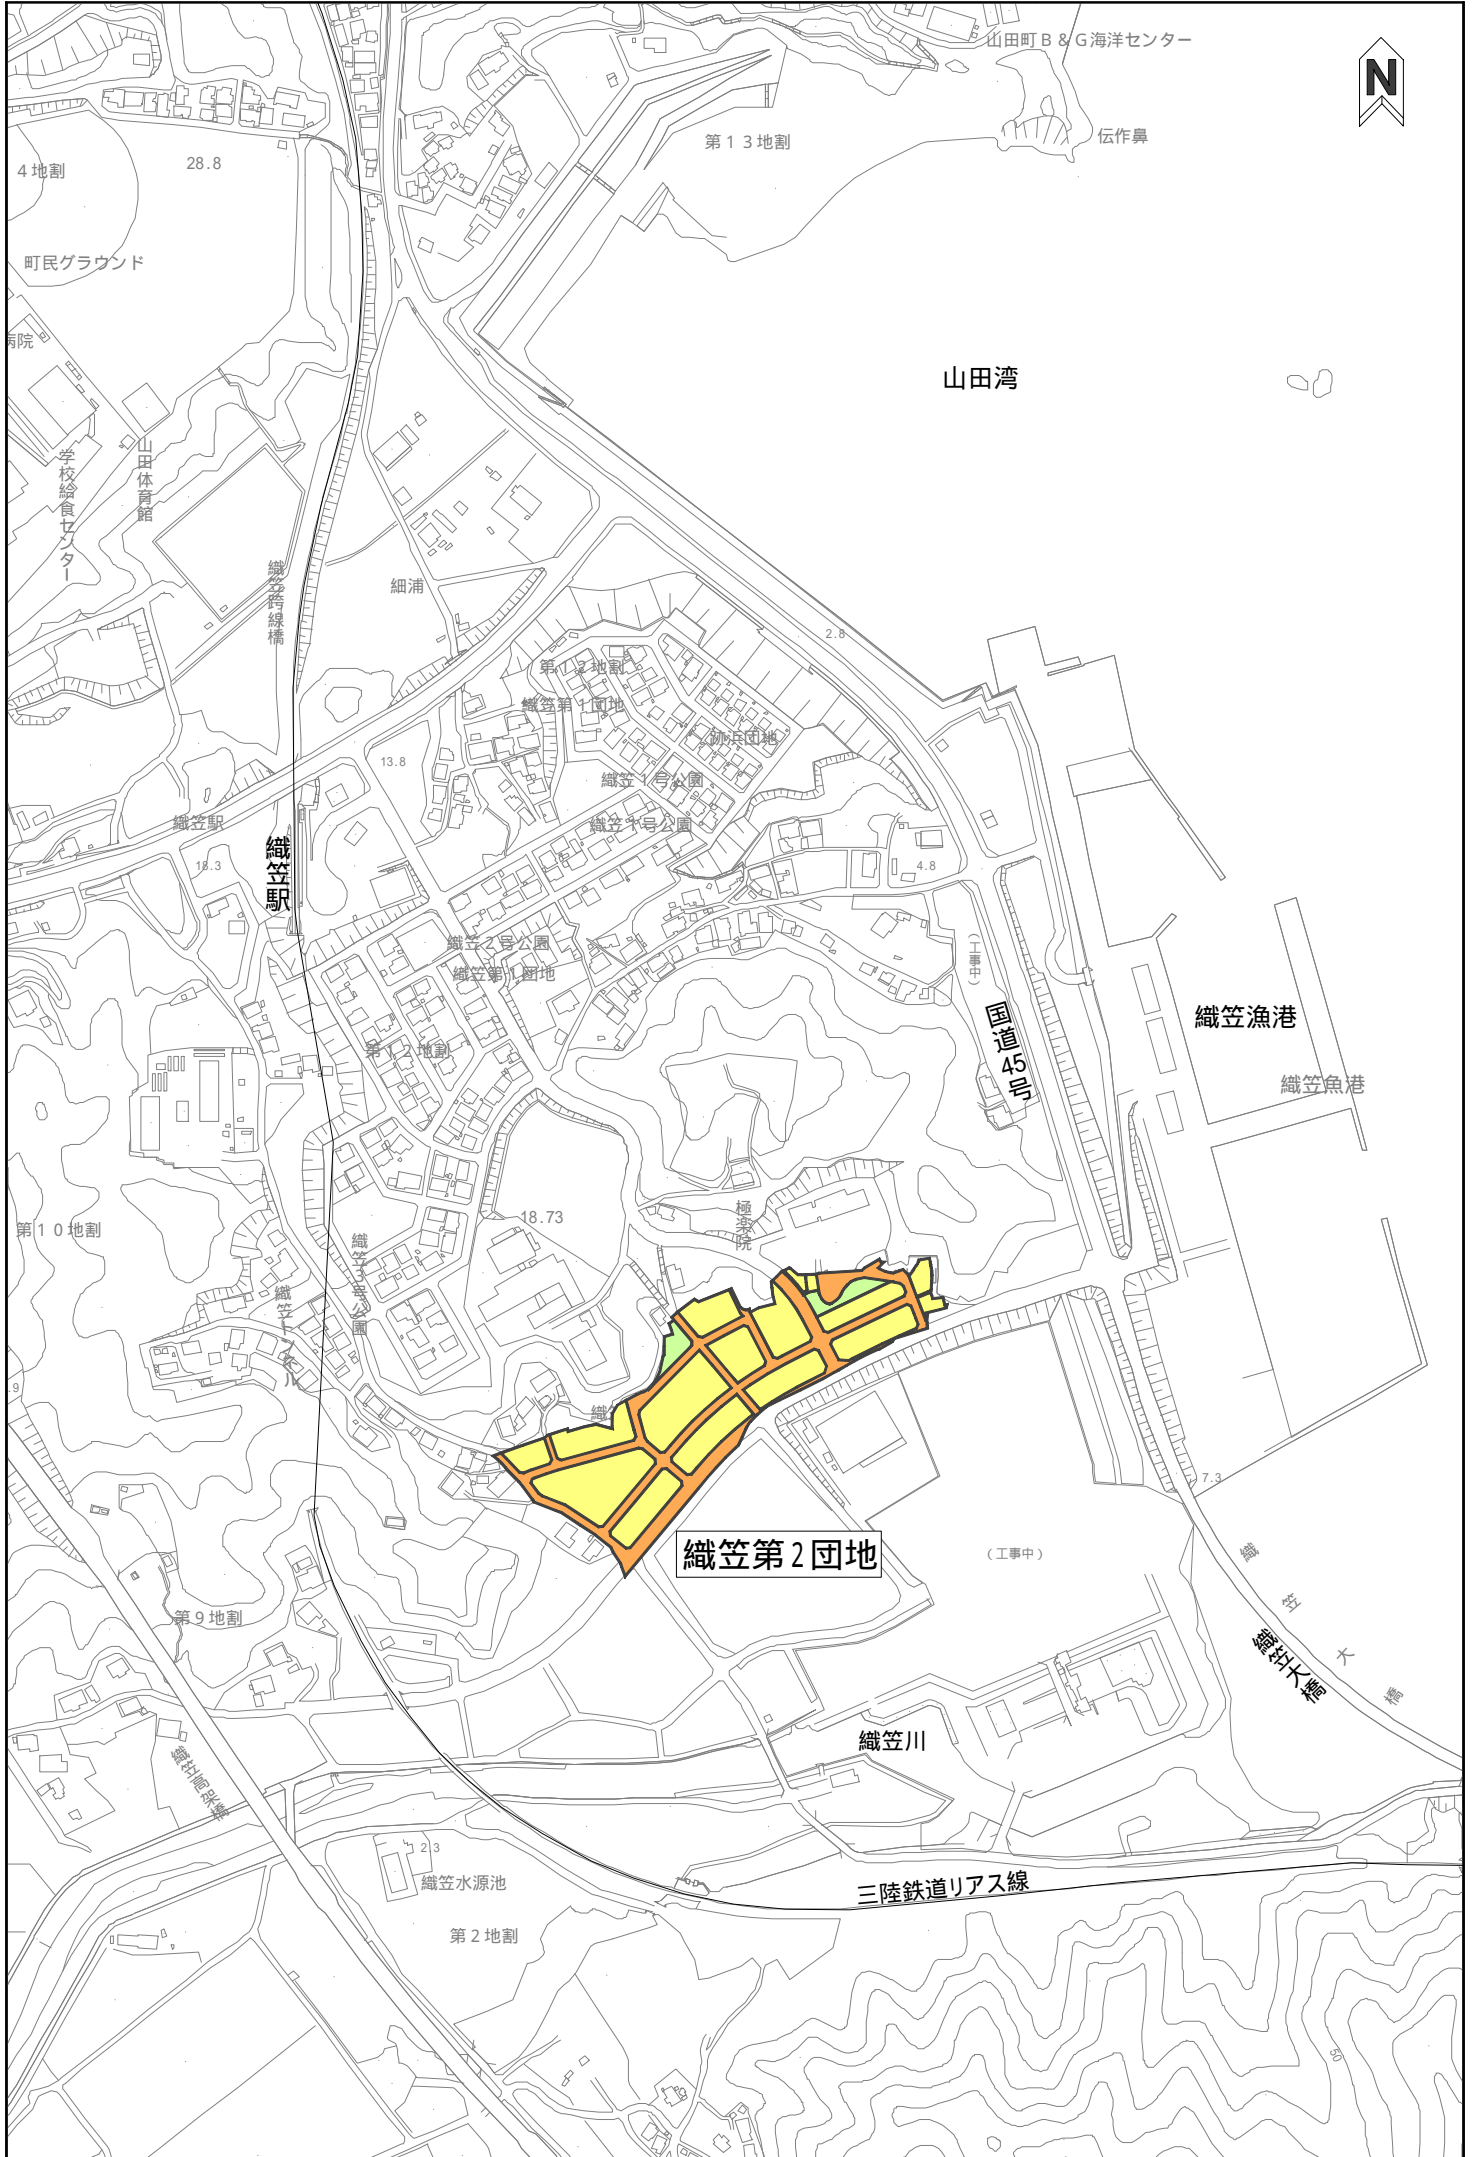 山田町Ｂ＆Ｇ海洋センター
N
第１３地割
伝作鼻
28.8
４地割
町民グラウンド
病院
山田湾
山田体育館
学校給食センター
織笠跨線橋
細浦
2.8
第１２地割
織笠第１団地
跡浜団地
13.8
織笠１号公園
織笠１号公園
織笠駅
織笠駅
18.3
4.8
織笠２号公園
織笠第１団地
（工事中）
国道45号
織笠漁港
第１２地割
織笠魚港
極楽院
18.73
第１０地割
織笠３号公園
織笠トンネル
.9
織
7.3
織笠第2団地
（工事中）
織笠大橋
織笠大橋
第９地割
織笠川
織笠高架橋
2.3
織笠水源池
三陸鉄道リアス線
第２地割
50